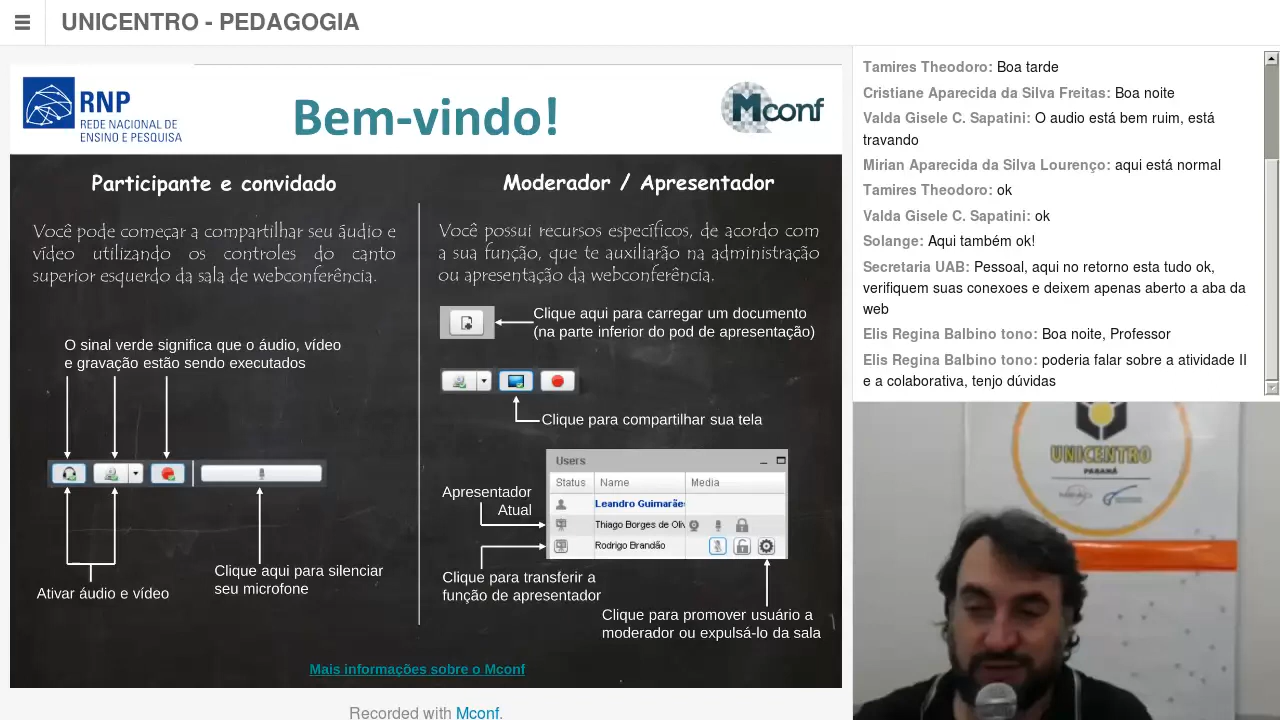 UNICENTRO - PEDAGOGIA
RNP
REDE NACIONAL DE
ENSINO E PESQUISA
Bem-vindo!
Mconf
Participante e convidado
Você pode começar a compartilhar seu áudio e
vídeo utilizando os controles do canto
superior esquerdo da sala de webconferência.
O sinal verde significa que o áudio, vídeo
e gravação estão sendo executados
Ativar áudio e vídeo
Clique aqui para silenciar
seu microfone
Moderador / Apresentador
Você possui recursos específicos, de acordo com
a sua função, que te auxiliarão na administração
ou apresentação da webconferência.
Clique aqui para carregar um documento
(na parte inferior do pod de apresentação)
Clique para compartilhar sua tela
Users
Status Name Media
Leandro Guimarães
Thiago Borges de Oliv
Rodrigo Brandão
Apresentador
Atual
Clique para transferir a
função de apresentador
Clique para promover usuário a
moderador ou expulsá-lo da sala
Mais informações sobre o Mconf
Recorded with Mconf.
Tamires Theodoro: Boa tarde
Cristiane Aparecida da Silva Freitas: Boa noite
Valda Gisele C. Sapatini: O audio está bem ruim, está
travando
Mirian Aparecida da Silva Lourenço: aqui está normal
Tamires Theodoro: ok
Valda Gisele C. Sapatini: ok
Solange: Aqui também ok!
Secretaria UAB: Pessoal, aqui no retorno esta tudo ok,
verifiquem suas conexoes e deixem apenas aberto a aba da
web
Elis Regina Balbino tono: Boa noite, Professor
Elis Regina Balbino tono: poderia falar sobre a atividade II
e a colaborativa, tenjo dúvidas
UNICENTRO
PARANÁ